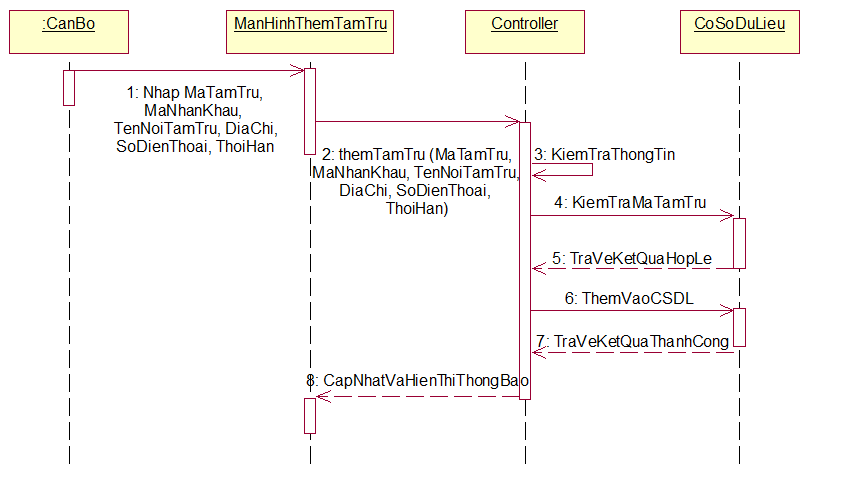 :CanBo
ManHinhThemTamTru
Controller
CoSoDuLieu
1: Nhap MaTamTru,
MaNhanKhau,
TenNoiTamTru, DiaChi,
SoDienThoai, ThoiHan
2: themTamTru (MaTamTru,
MaNhanKhau, TenNoiTamTru,
DiaChi, SoDienThoai,
ThoiHan)
3: KiemTraThongTin
4: KiemTraMaTamTru
5: TraVeKetQuaHopLe
6: ThemVaoCSDL
7: TraVeKetQuaThanhCong
8: CapNhatVaHienThiThongBao